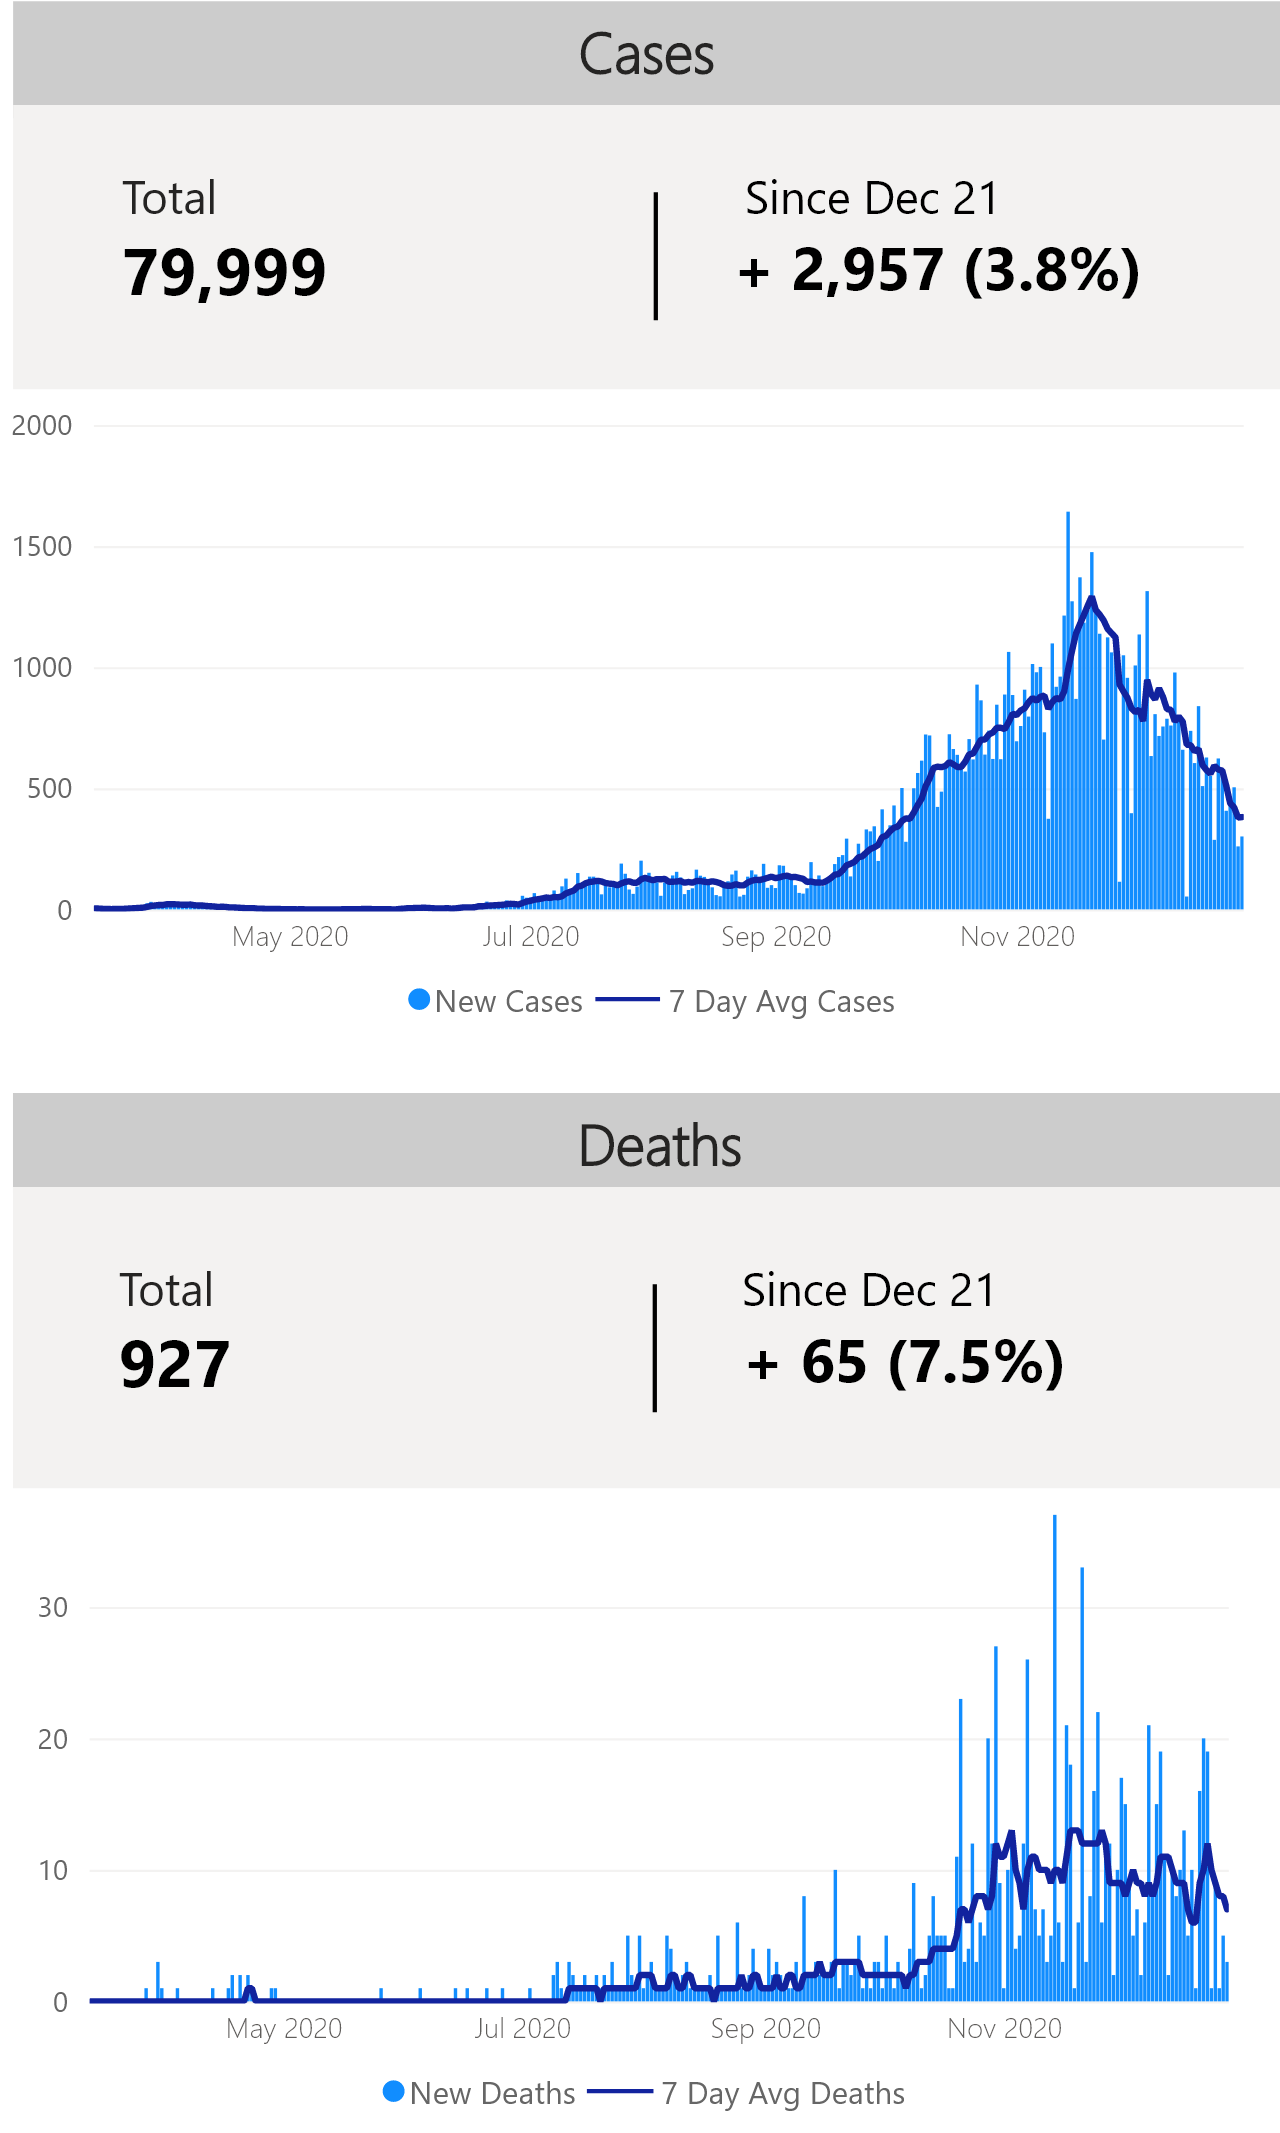 Cases
Total
Since Dec 21
79,999
+ 2,957 (3.8%)
2000
1500
1000
500
0
May 2020
Jul 2020
Sep 2020
Nov 2020
New Cases
7 Day Avg Cases
Deaths
Total
Since Dec 21
927
+ 65 (7.5%)
30
20
10
0
May 2020
Jul 2020
Sep 2020
Nov 2020
New Deaths
7 Day Avg Deaths